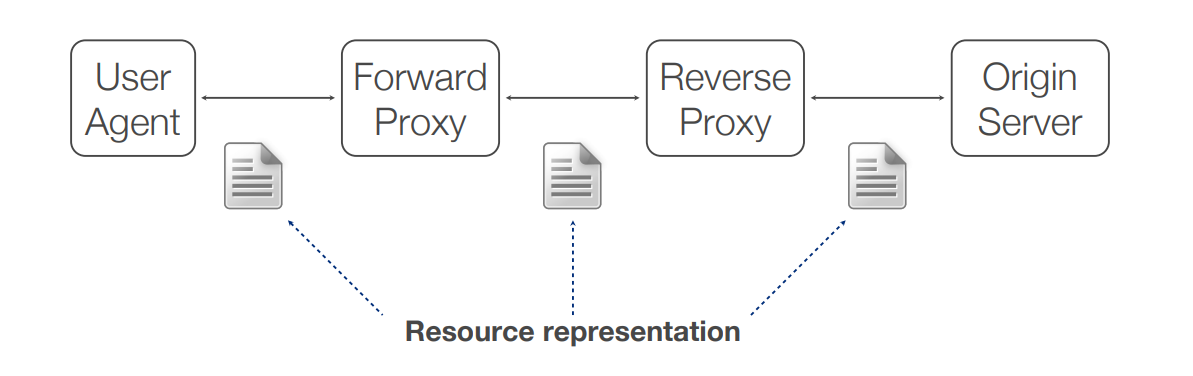 User
Agent
Forward
Proxy
Reverse
Proxy
Origin
Server
Resource representation